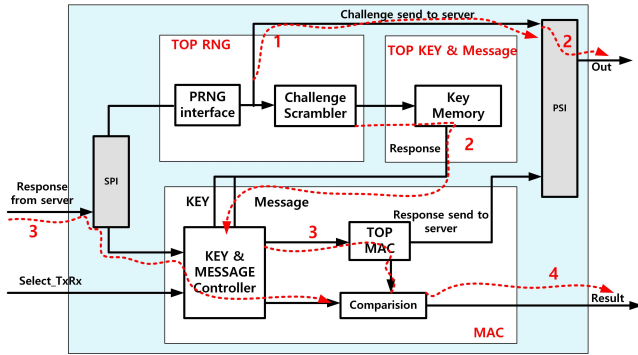 Challenge send to server
TOP RNG
1
TOP KEY & Message
2
Out
PRNG
interface
Challenge
Scrambler
Key
Memory
PSI
SPI
Response
2
Response
from server
3
KEY
Message
Response send to
server
3
TOP
MAC
KEY &
MESSAGE
Controller
4
Select_TxRx
Comparision
Result
MAC